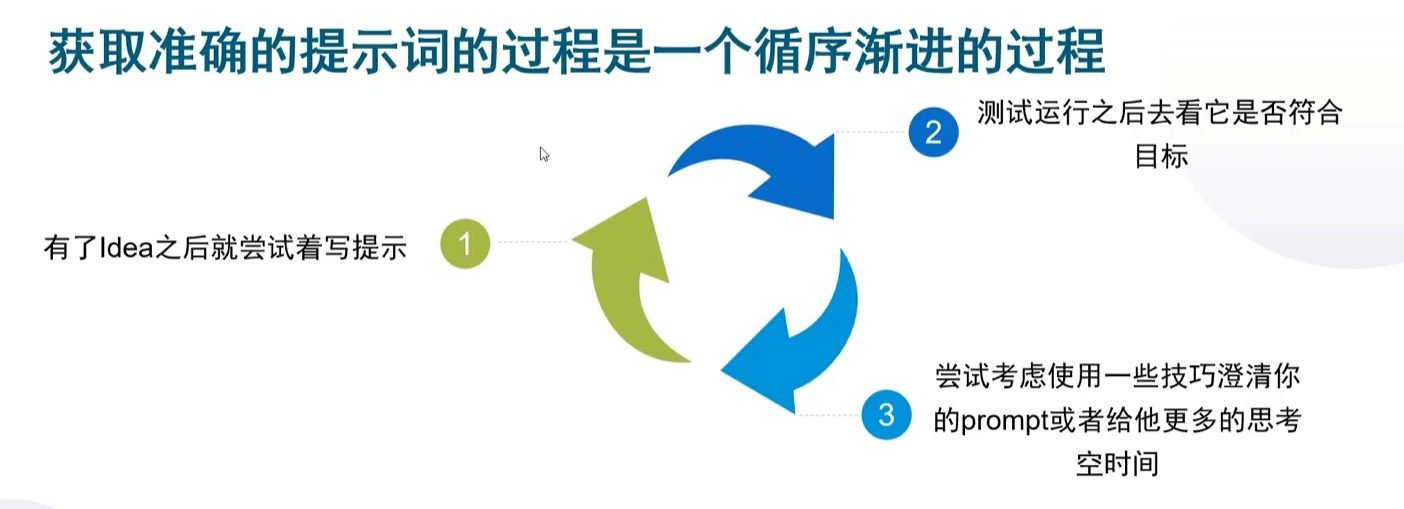 获取准确的提示词的过程是一个循序渐进的过程
2
测试运行之后去看它是否符合
目标
有了Idea之后就尝试着写提示
1
3
尝试考虑使用一些技巧澄清你
的prompt或者给他更多的思考
空时间